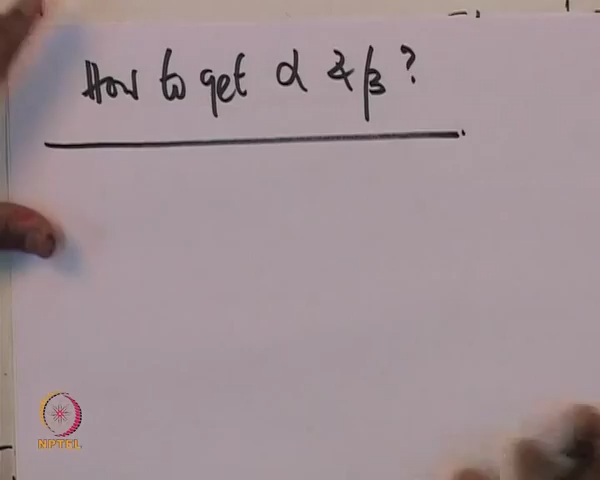 How to get α & β ?
NPTEL